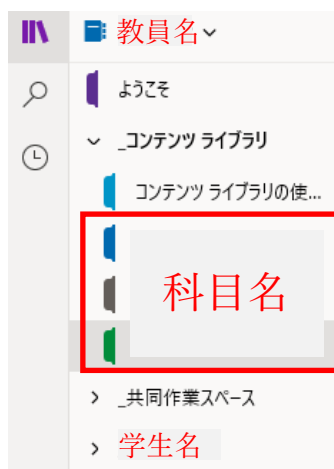 教員名
ようこそ
_コンテンツ ライブラリ
コンテンツ ライブラリの使...
科目名
_共同作業スペース
学生名